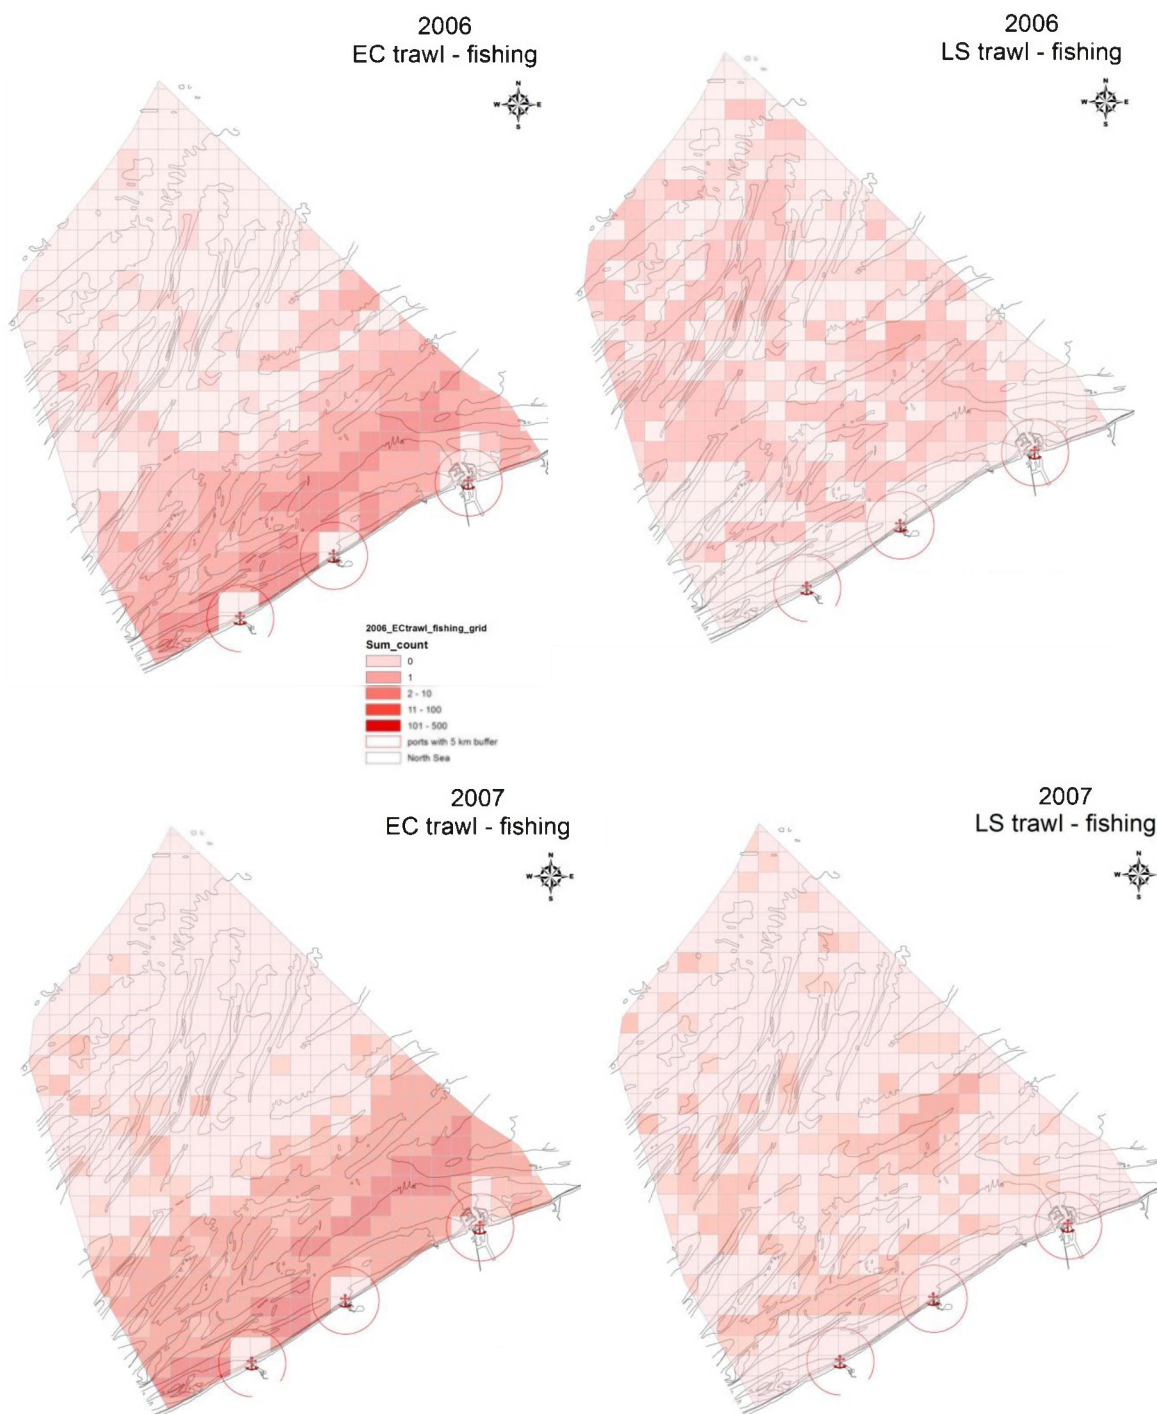 2006
EC trawl - fishing
N
W E
S
2006
LS trawl - fishing
N
W E
S
2006_ECtrawl_fishing_grid
Sum_count
0
1
2 - 10
11 - 100
101 - 500
ports with 5 km buffer
North Sea
2007
EC trawl - fishing
N
W E
S
2007
LS trawl - fishing
N
W E
S